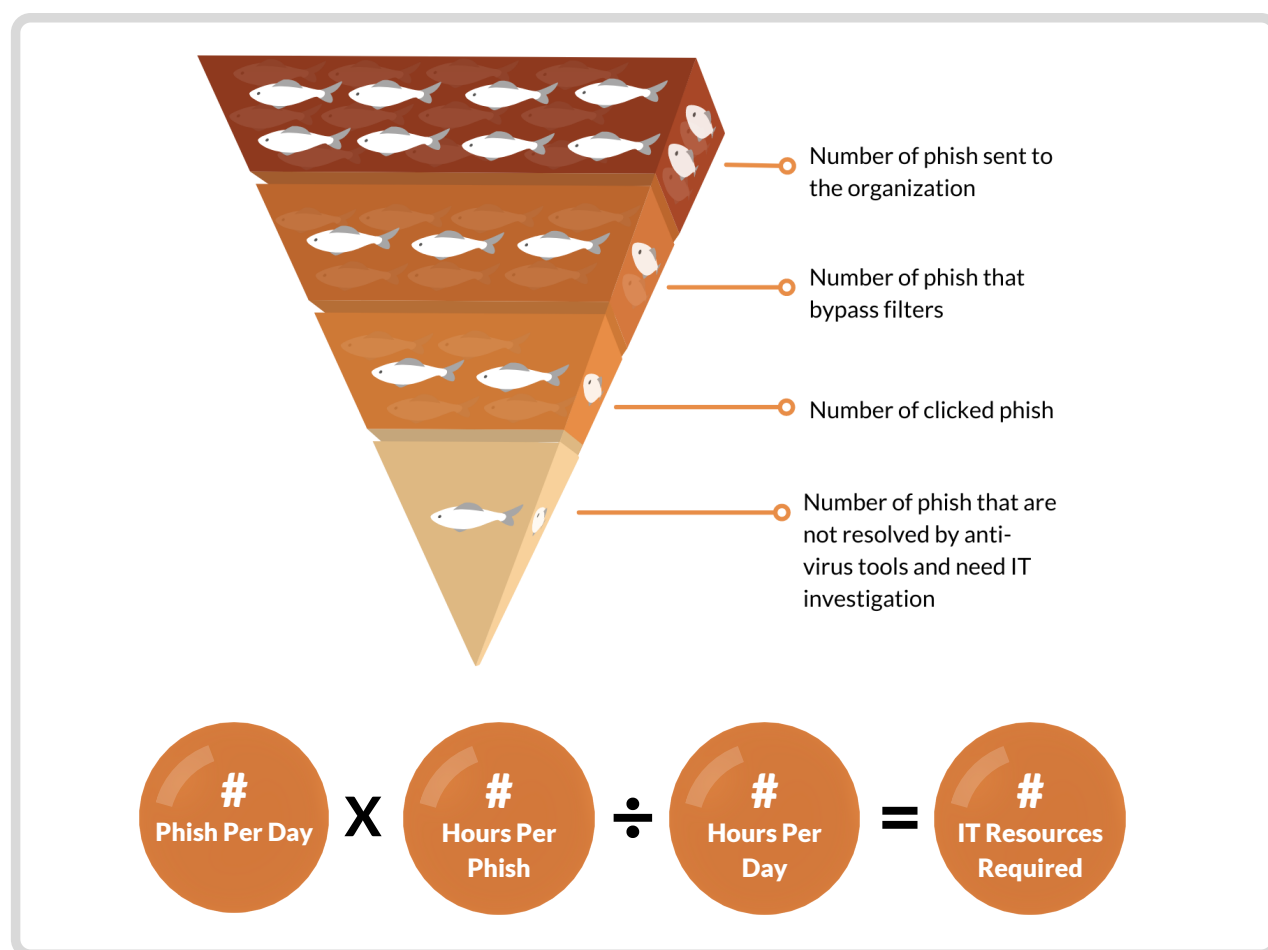 Number of phish sent to
the organization
Number of phish that
bypass filters
Number of clicked phish
Number of phish that are
not resolved by anti-
virus tools and need IT
investigation
#
Phish Per Day
X
#
Hours Per
Phish
÷
#
Hours Per
Day
=
#
IT Resources
Required